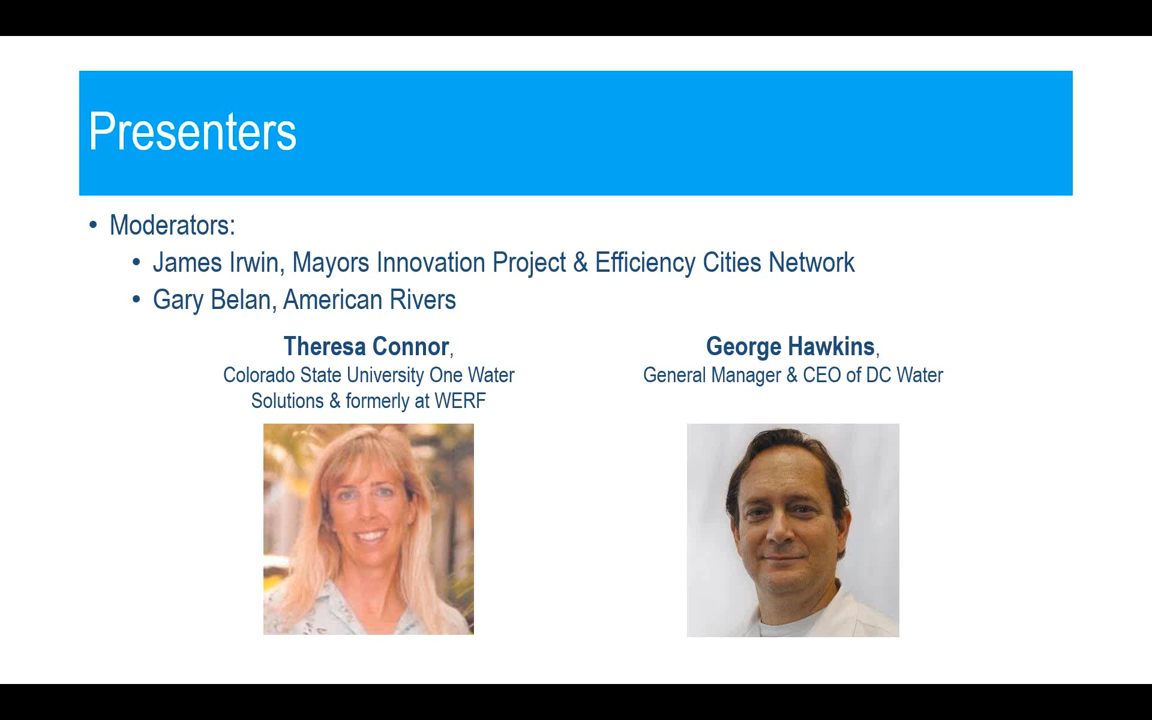 Presenters
• Moderators:
• James Irwin, Mayors Innovation Project & Efficiency Cities Network
• Gary Belan, American Rivers
Theresa Connor,
Colorado State University One Water
Solutions & formerly at WERF
George Hawkins,
General Manager & CEO of DC Water